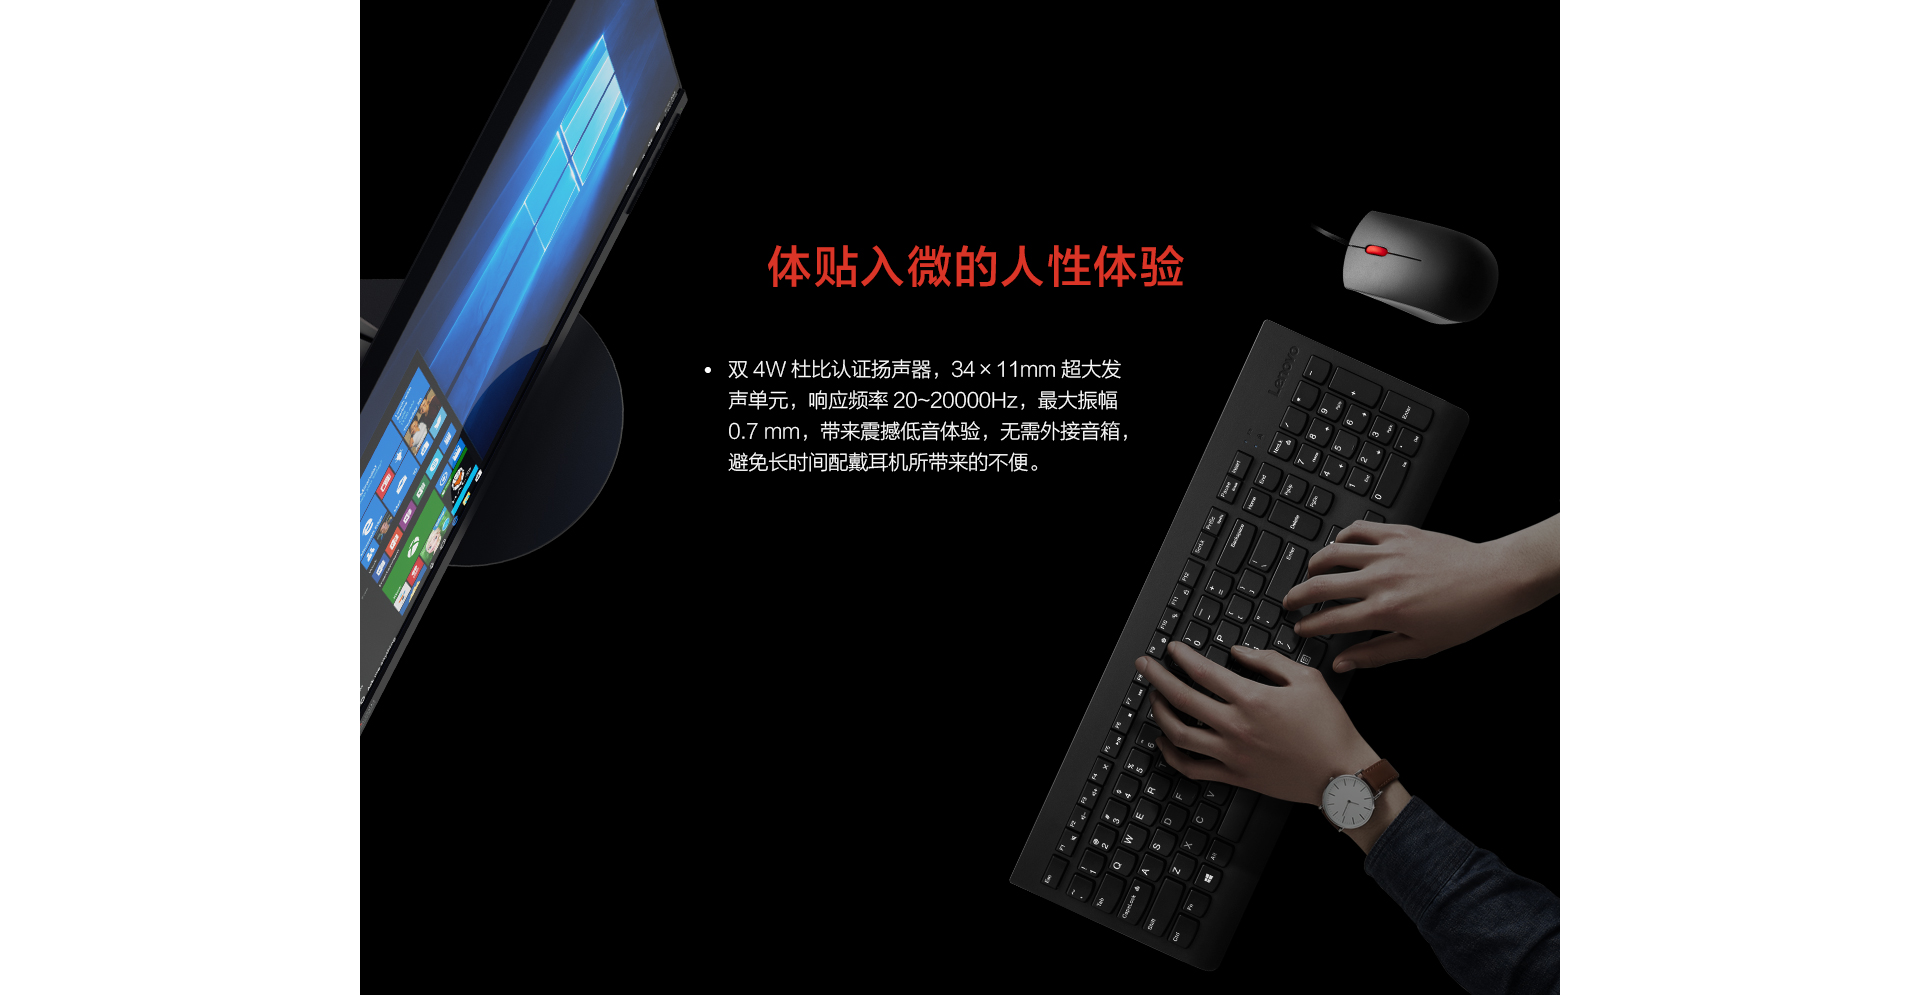 体贴入微的人性体验
• 双 4W 杜比认证扬声器，34×11mm 超大发
声单元，响应频率 20~20000Hz，最大振幅
0.7 mm，带来震撼低音体验，无需外接音箱，
避免长时间配戴耳机所带来的不便。
Lenovo